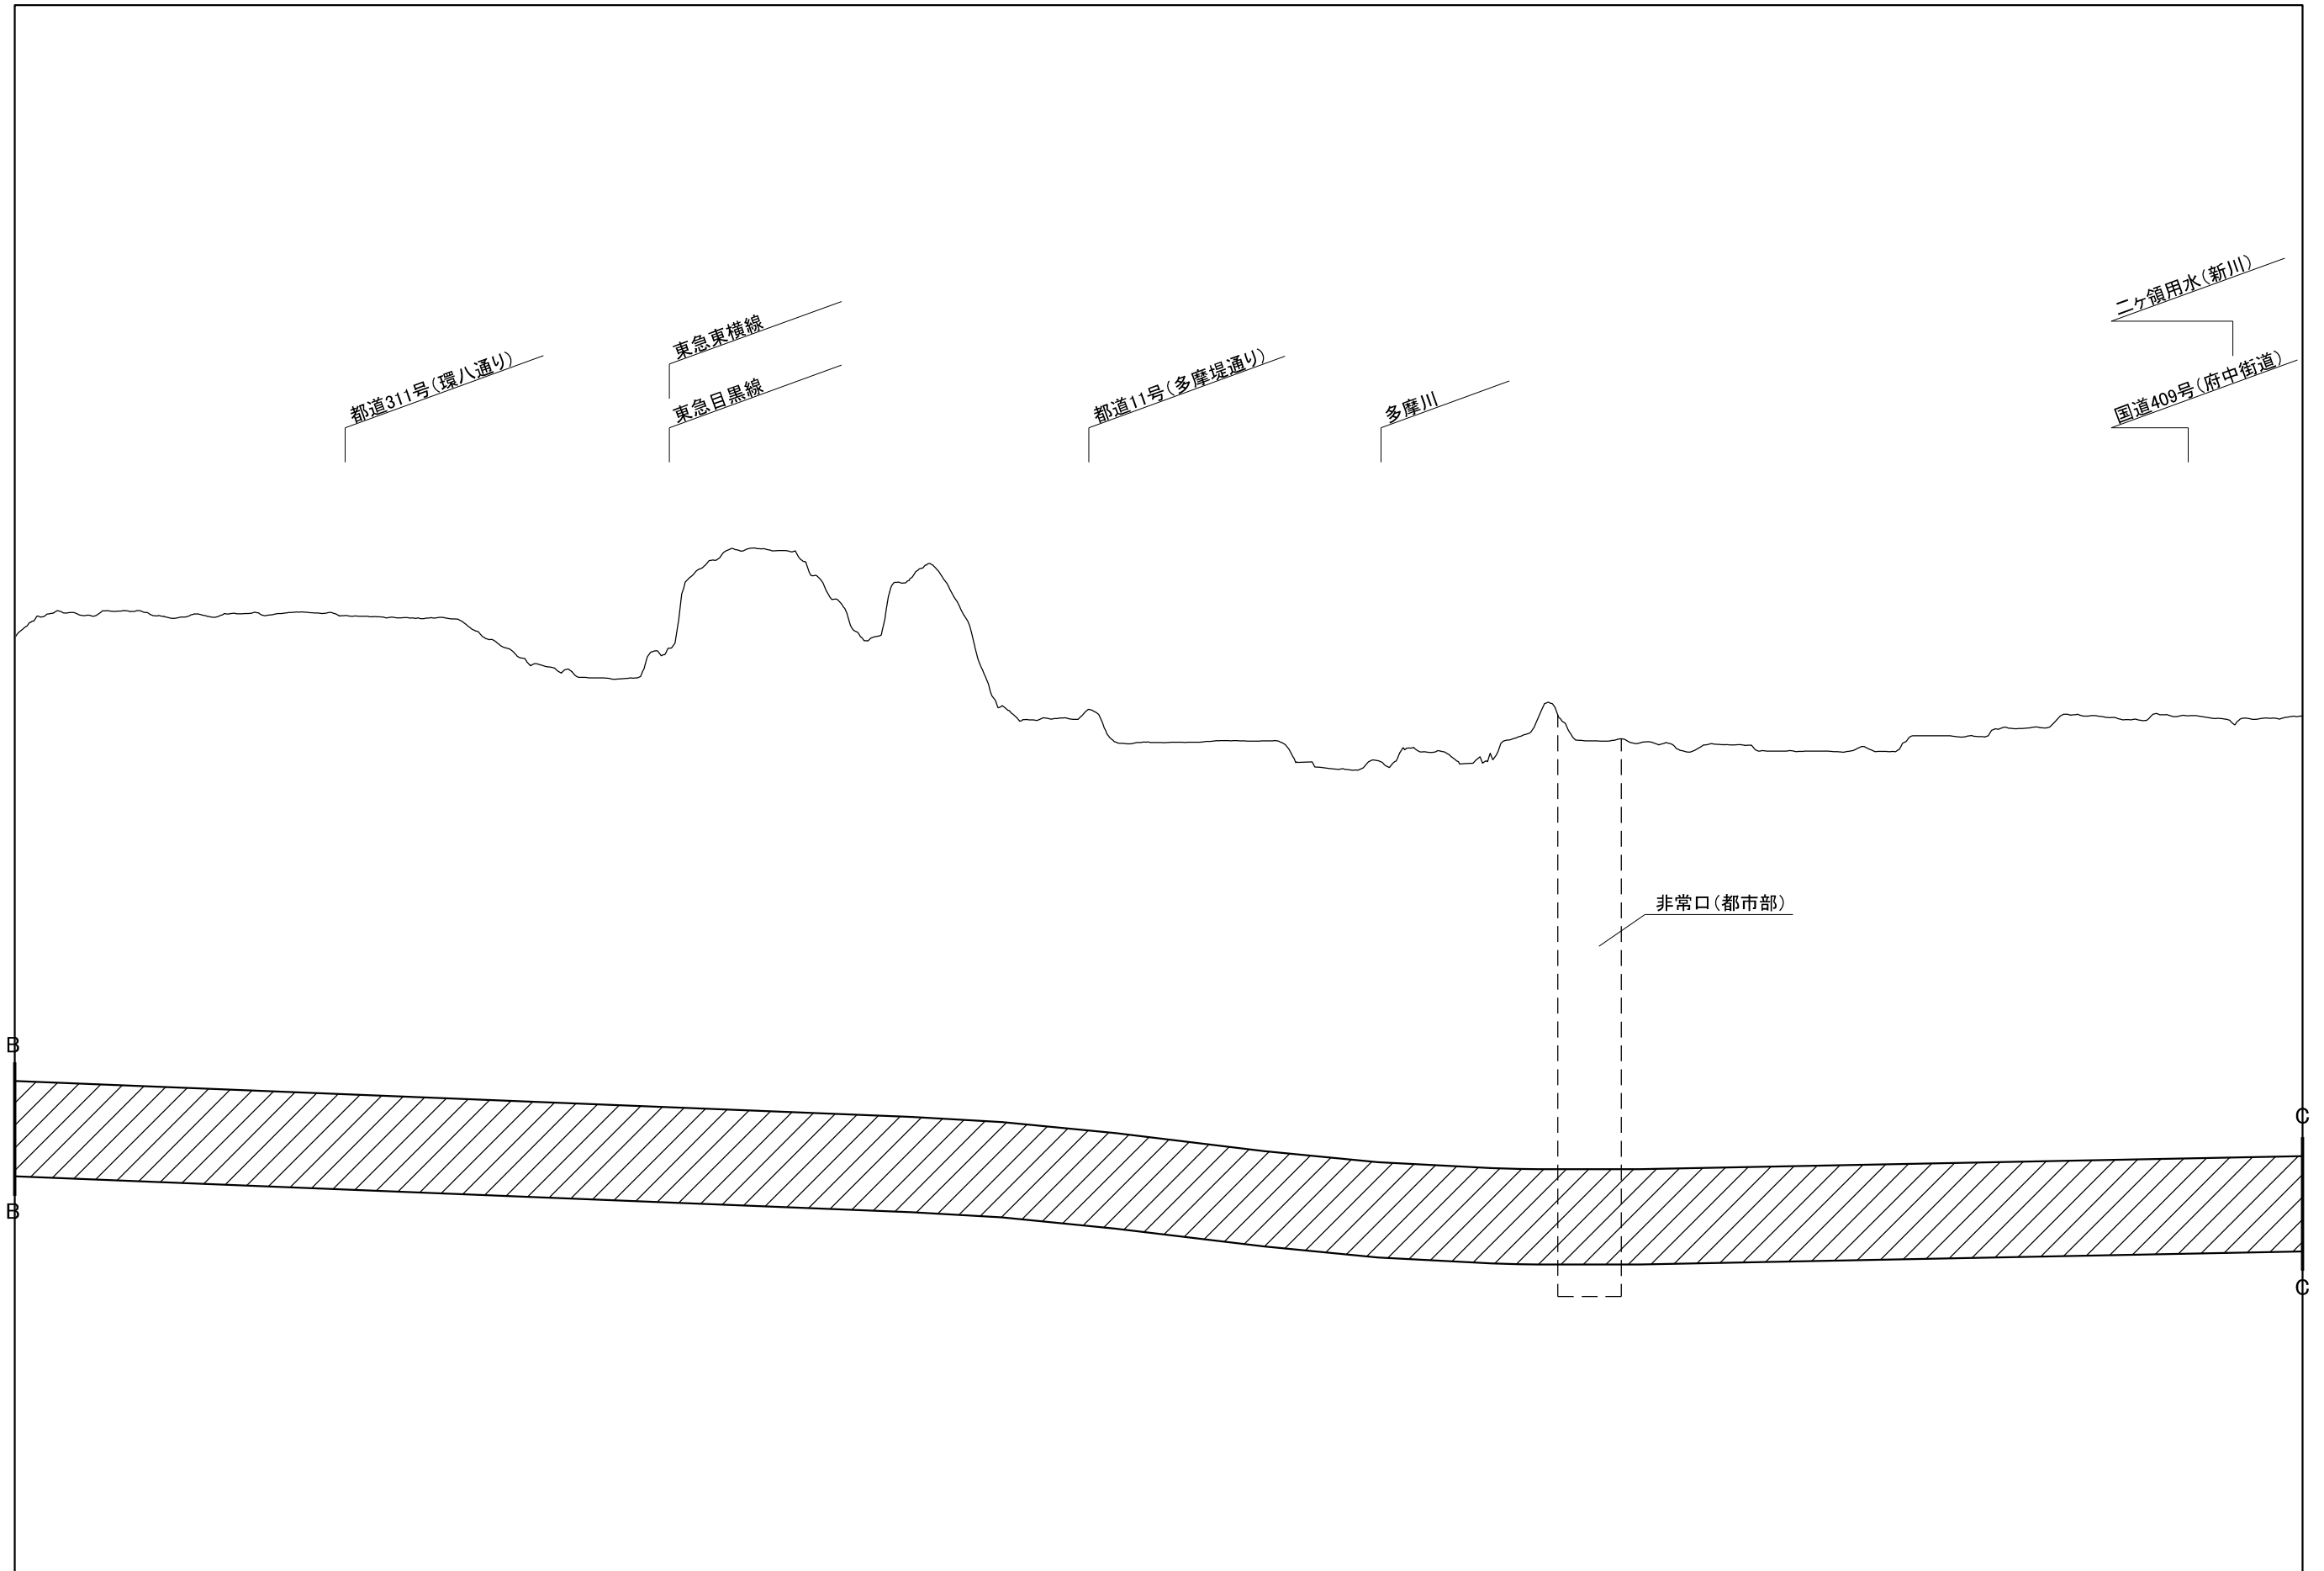 二ヶ領用水（新川）
東急東横線
都道311号（環八通り）
東急目黒線
都道11号（多摩堤通り）
多摩川
国道409号（府中街道）
非常口（都市部）
B
C
B
C